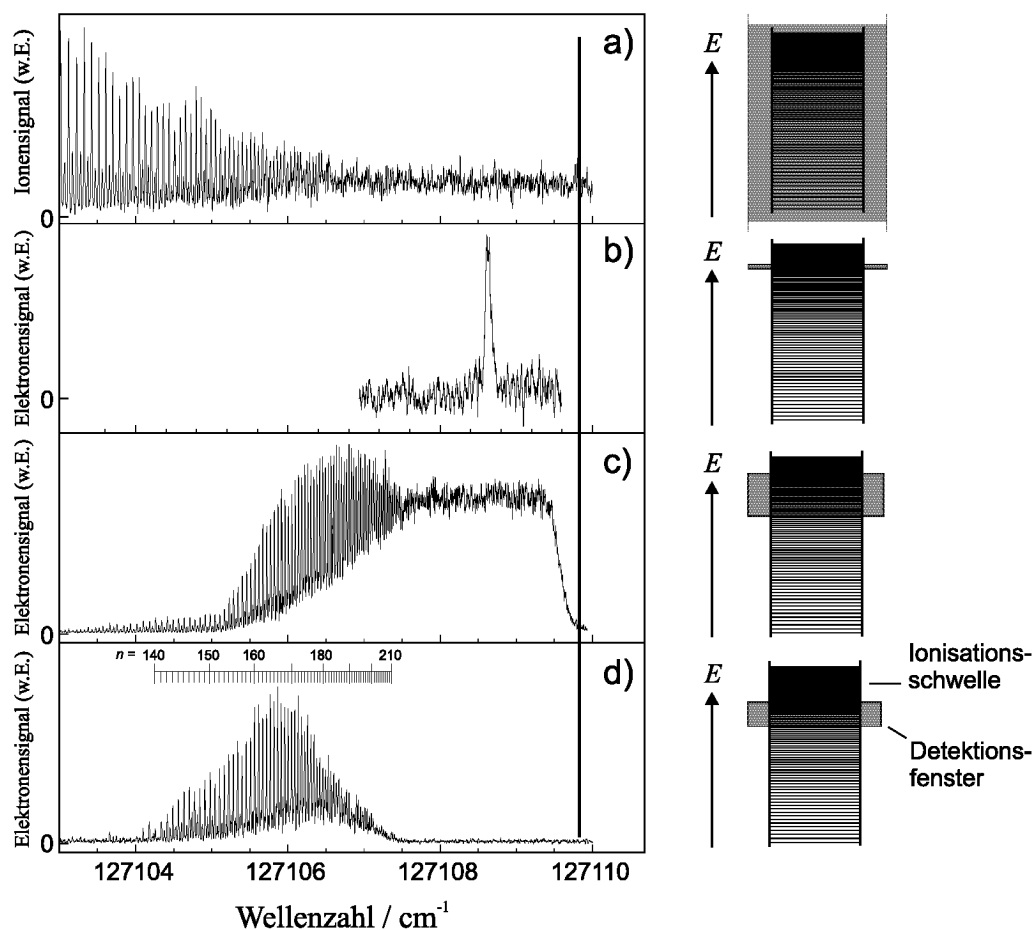 a)
Ionensignal (w.E.)
0
E
b)
Elektronensignal (w.E.)
0
E
c)
Elektronensignal (w.E.)
0
E
d)
n = 140 150 160 180 210
Elektronensignal (w.E.)
0
E
Ionisations-
schwelle
Detektions-
fenster
127104 127106 127108 127110
Wellenzahl / cm⁻¹